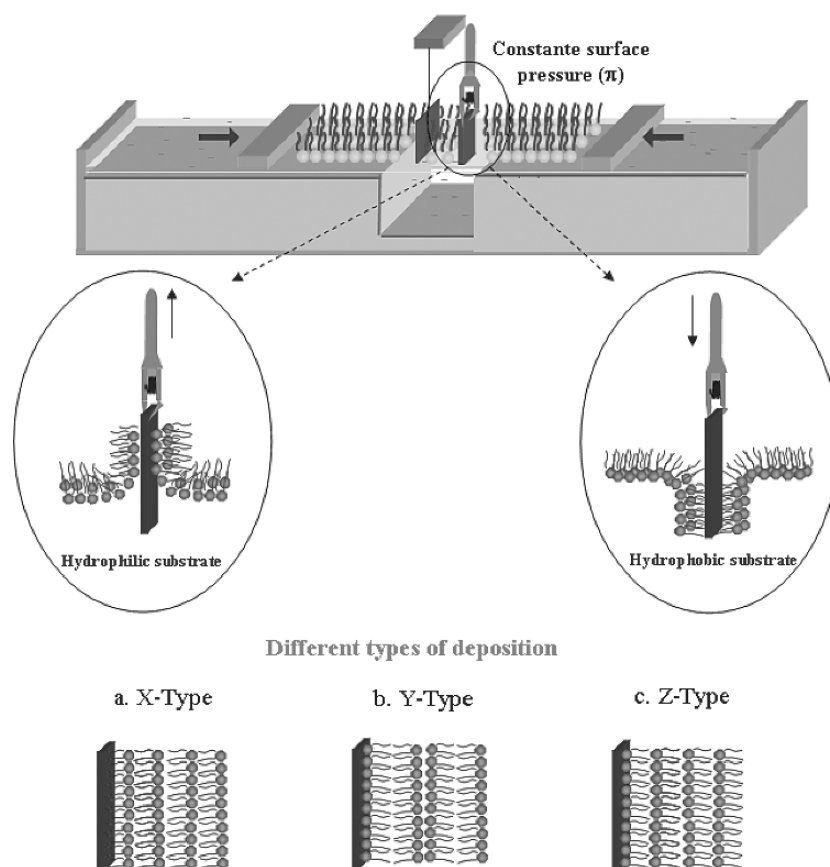 Constante surface
pressure (π)
Hydrophilic substrate
Hydrophobic substrate
Different types of deposition
a. X-Type
b. Y-Type
c. Z-Type